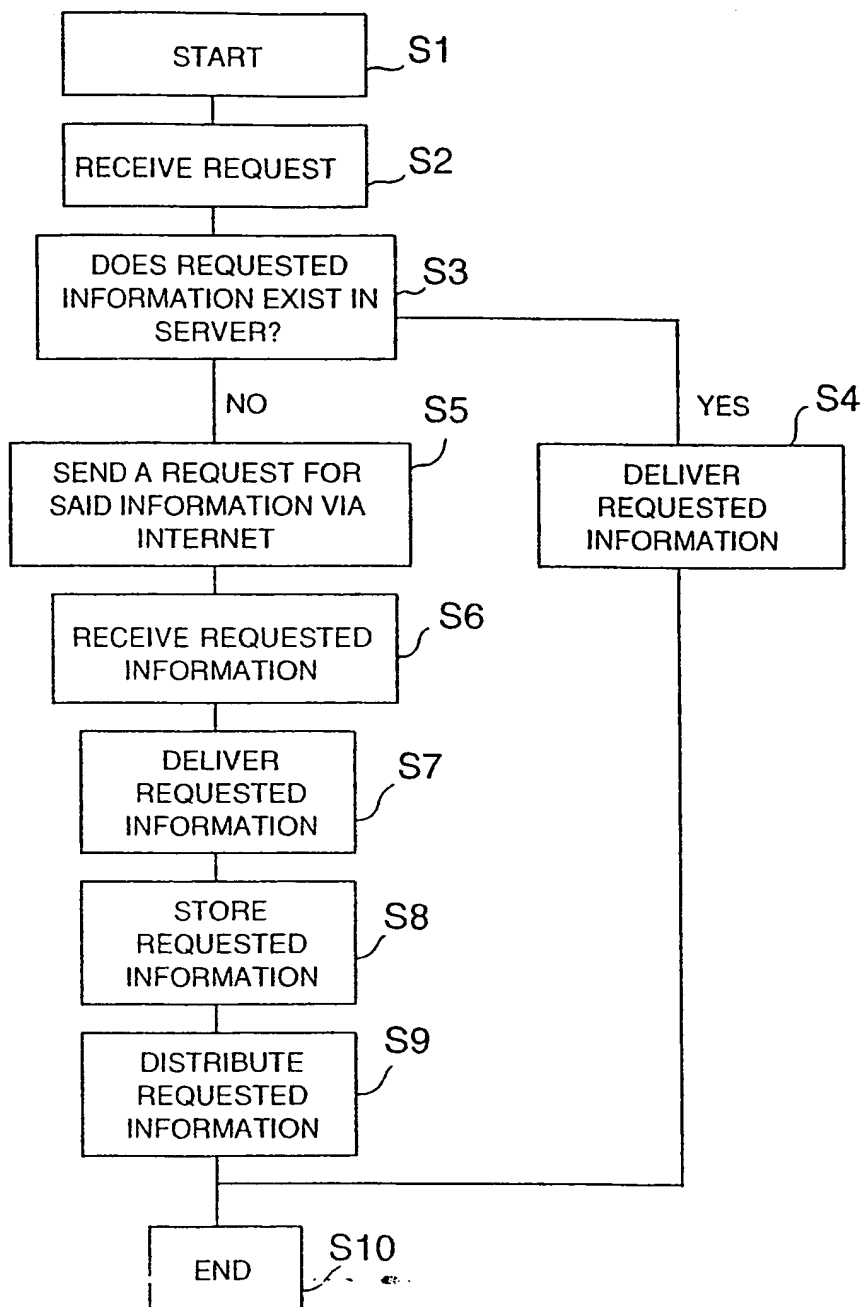 START
S1
RECEIVE REQUEST
S2
DOES REQUESTED
INFORMATION EXIST IN
SERVER?
S3
NO
YES
S4
DELIVER
REQUESTED
INFORMATION
S5
SEND A REQUEST FOR
SAID INFORMATION VIA
INTERNET
S6
RECEIVE REQUESTED
INFORMATION
S7
DELIVER
REQUESTED
INFORMATION
S8
STORE
REQUESTED
INFORMATION
S9
DISTRIBUTE
REQUESTED
INFORMATION
END
S10